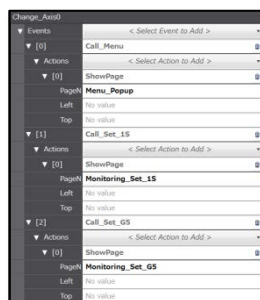 Change_Axis0
▼ Events < Select Event to Add >
▼ [0] Call_Menu
▼ Actions < Select Action to Add >
▼ [0] ShowPage
PageN Menu_Popup
Left No value
Top No value
▼ [1] Call_Set_1S
▼ Actions < Select Action to Add >
▼ [0] ShowPage
PageN Monitoring_Set_1S
Left No value
Top No value
▼ [2] Call_Set_G5
▼ Actions < Select Action to Add >
▼ [0] ShowPage
PageN Monitoring_Set_G5
Left No value
Top No value